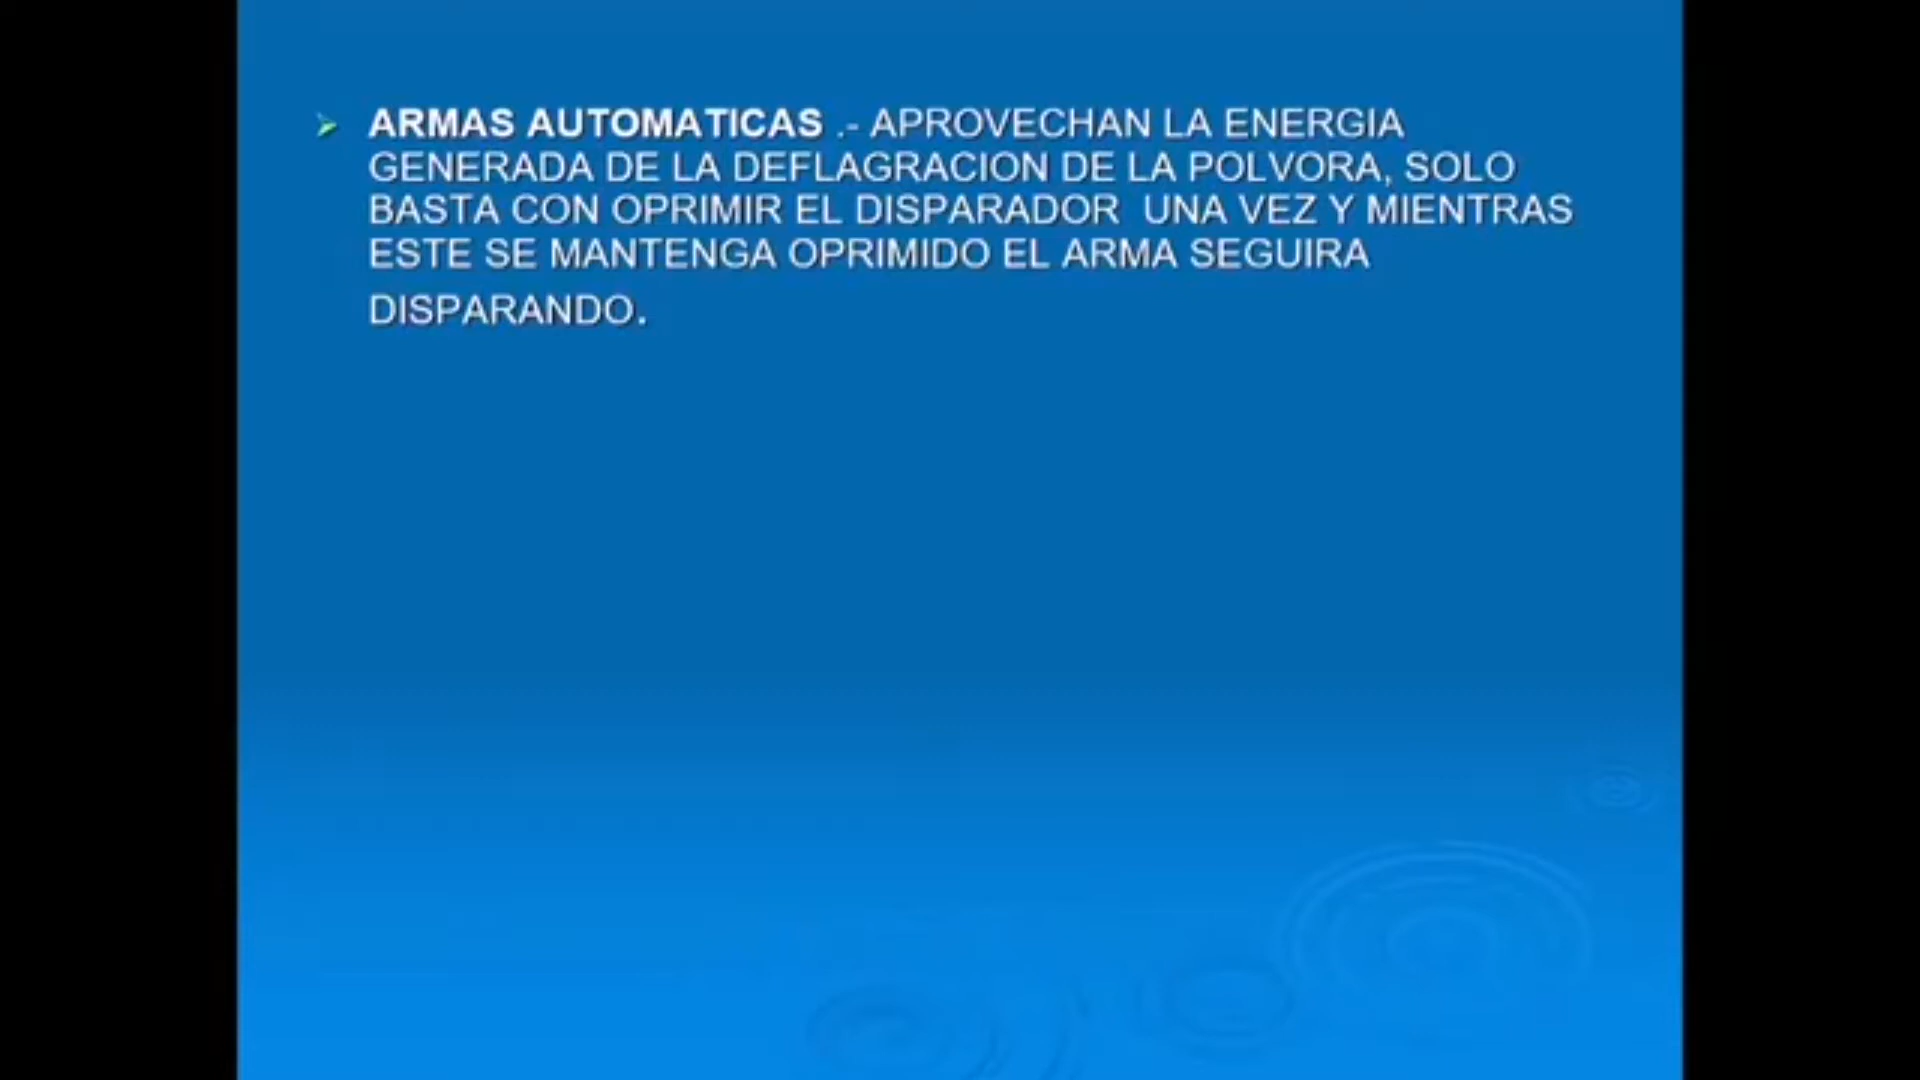 ARMAS AUTOMATICAS .- APROVECHAN LA ENERGIA
GENERADA DE LA DEFLAGRACION DE LA POLVORA, SOLO
BASTA CON OPRIMIR EL DISPARADOR UNA VEZ Y MIENTRAS
ESTE SE MANTENGA OPRIMIDO EL ARMA SEGUIRA
DISPARANDO.